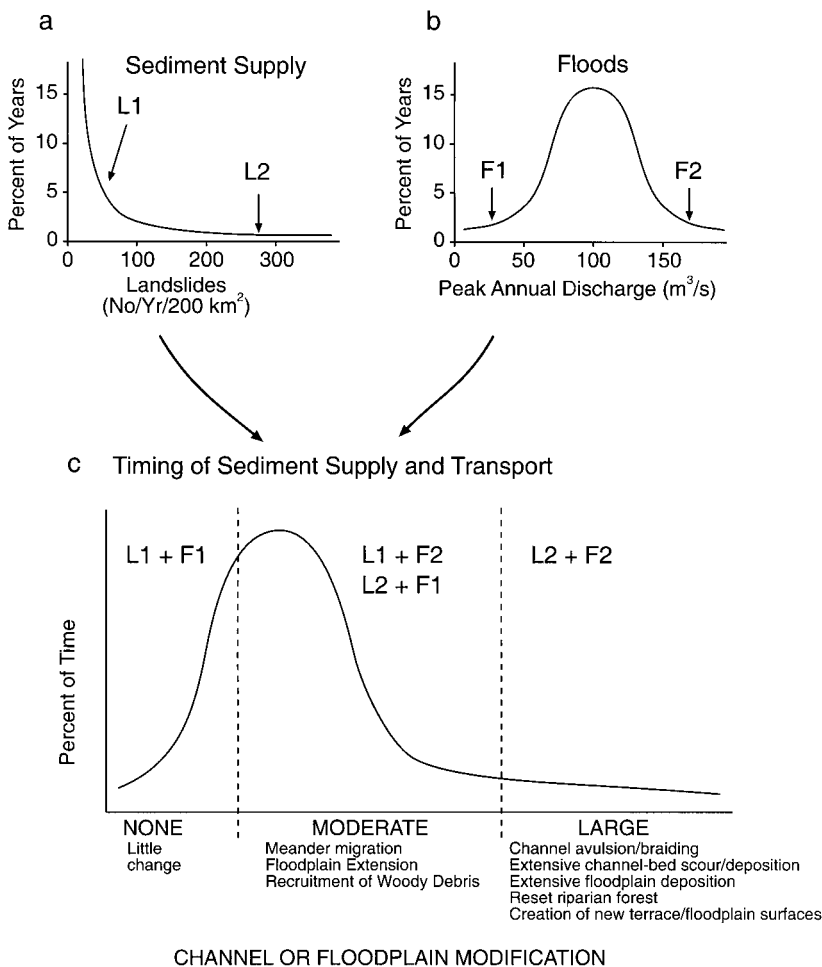 a
Sediment Supply
Percent of Years
15
10
5
0
L1
L2
0 100 200 300
Landslides
(No/Yr/200 km²)
b
Floods
Percent of Years
15
10
5
0
F1
F2
0 50 100 150
Peak Annual Discharge (m³/s)
c Timing of Sediment Supply and Transport
Percent of Time
L1 + F1
L1 + F2
L2 + F1
L2 + F2
NONE
Little
change
MODERATE
Meander migration
Floodplain Extension
Recruitment of Woody Debris
LARGE
Channel avulsion/braiding
Extensive channel-bed scour/deposition
Extensive floodplain deposition
Reset riparian forest
Creation of new terrace/floodplain surfaces
CHANNEL OR FLOODPLAIN MODIFICATION